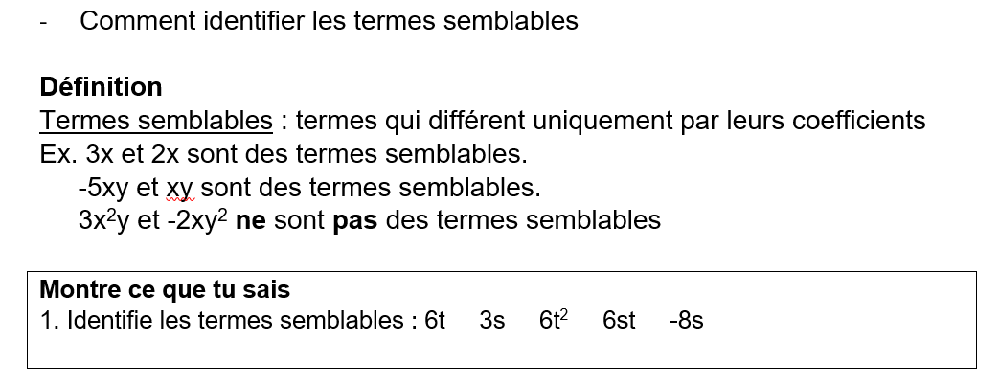 - Comment identifier les termes semblables
Définition
Termes semblables : termes qui différent uniquement par leurs coefficients
Ex. 3x et 2x sont des termes semblables.
-5xy et xy sont des termes semblables.
3x²y et -2xy² ne sont pas des termes semblables
Montre ce que tu sais
1. Identifie les termes semblables : 6t 3s 6t² 6st -8s